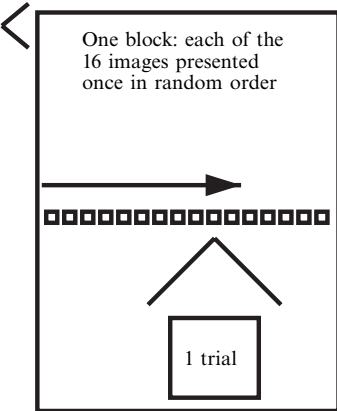 One block: each of the
16 images presented
once in random order
1 trial